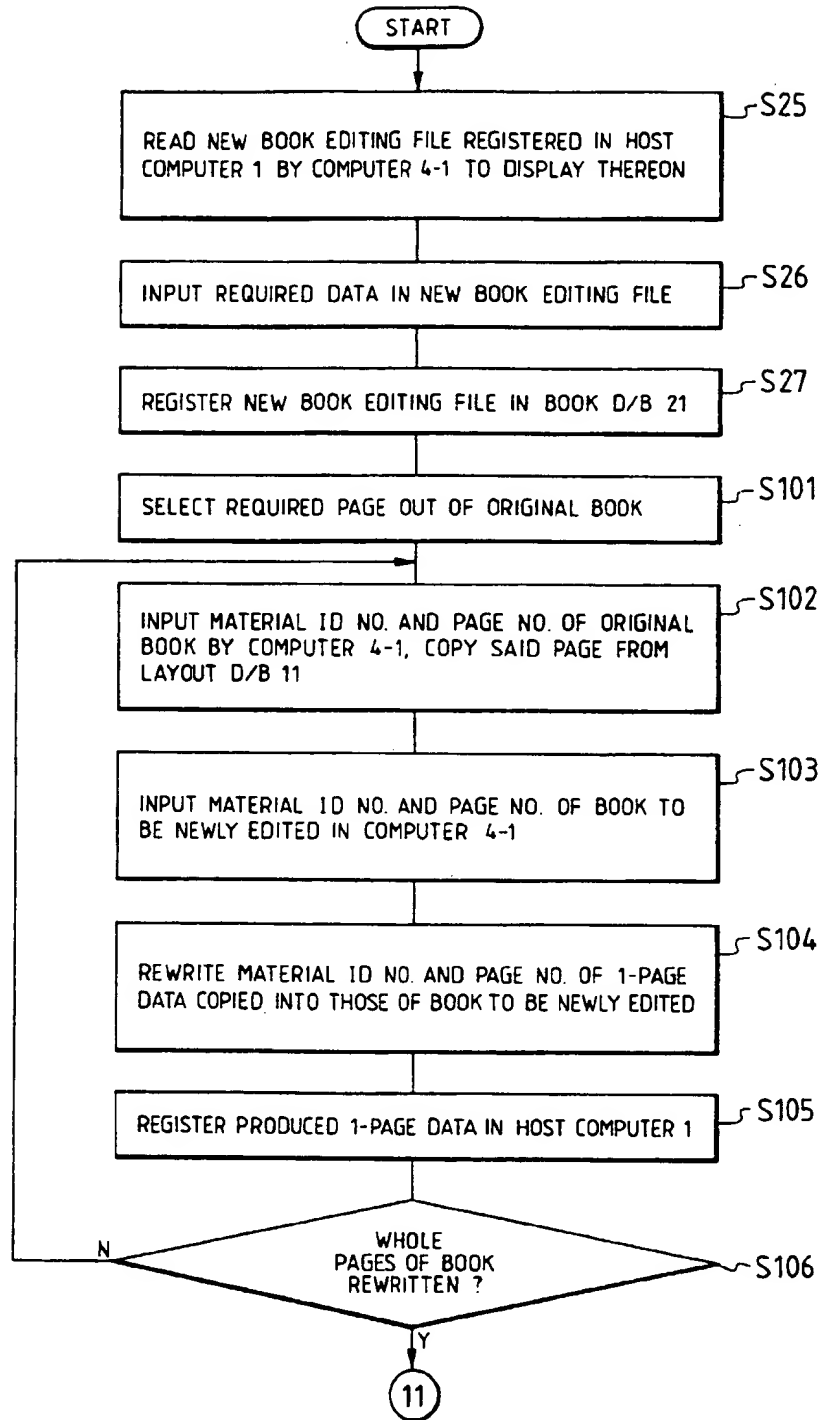 START
S25
READ NEW BOOK EDITING FILE REGISTERED IN HOST
COMPUTER 1 BY COMPUTER 4-1 TO DISPLAY THEREON
S26
INPUT REQUIRED DATA IN NEW BOOK EDITING FILE
S27
REGISTER NEW BOOK EDITING FILE IN BOOK D/B 21
S101
SELECT REQUIRED PAGE OUT OF ORIGINAL BOOK
S102
INPUT MATERIAL ID NO. AND PAGE NO. OF ORIGINAL
BOOK BY COMPUTER 4-1, COPY SAID PAGE FROM
LAYOUT D/B 11
S103
INPUT MATERIAL ID NO. AND PAGE NO. OF BOOK TO
BE NEWLY EDITED IN COMPUTER 4-1
S104
REWRITE MATERIAL ID NO. AND PAGE NO. OF 1-PAGE
DATA COPIED INTO THOSE OF BOOK TO BE NEWLY EDITED
S105
REGISTER PRODUCED 1-PAGE DATA IN HOST COMPUTER 1
N
WHOLE
PAGES OF BOOK
REWRITTEN ?
S106
Y
11